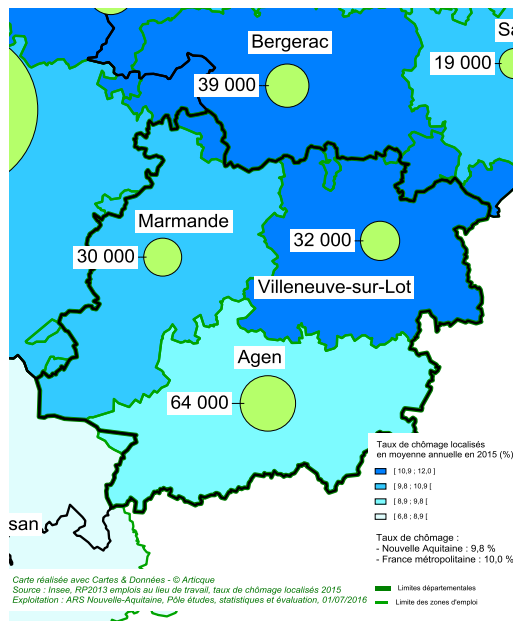 Bergerac
39 000
19 000
Marmande
30 000
32 000
Villeneuve-sur-Lot
Agen
64 000
Taux de chômage localisés
en moyenne annuelle en 2015 (%)
[ 10,9 ; 12,0 ]
[ 9,8 ; 10,9 [
[ 8,9 ; 9,8 [
[ 6,8 ; 8,9 [
Taux de chômage :
- Nouvelle Aquitaine : 9,8 %
- France métropolitaine : 10,0 %
Carte réalisée avec Cartes & Données - © Articque
Source : Insee, RP2013 emplois au lieu de travail, taux de chômage localisés 2015
Exploitation : ARS Nouvelle-Aquitaine, Pôle études, statistiques et évaluation, 01/07/2016
Limites départementales
Limite des zones d'emploi